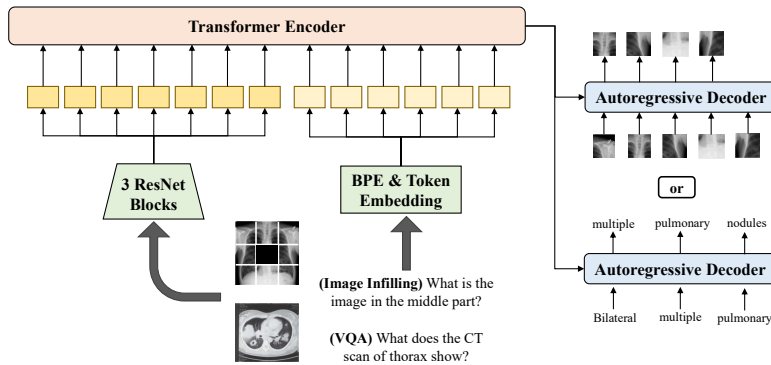 Transformer Encoder
3 ResNet
Blocks
BPE & Token
Embedding
(Image Infilling) What is the
image in the middle part?
(VQA) What does the CT
scan of thorax show?
Autoregressive Decoder
or
multiple pulmonary nodules
Autoregressive Decoder
Bilateral multiple pulmonary